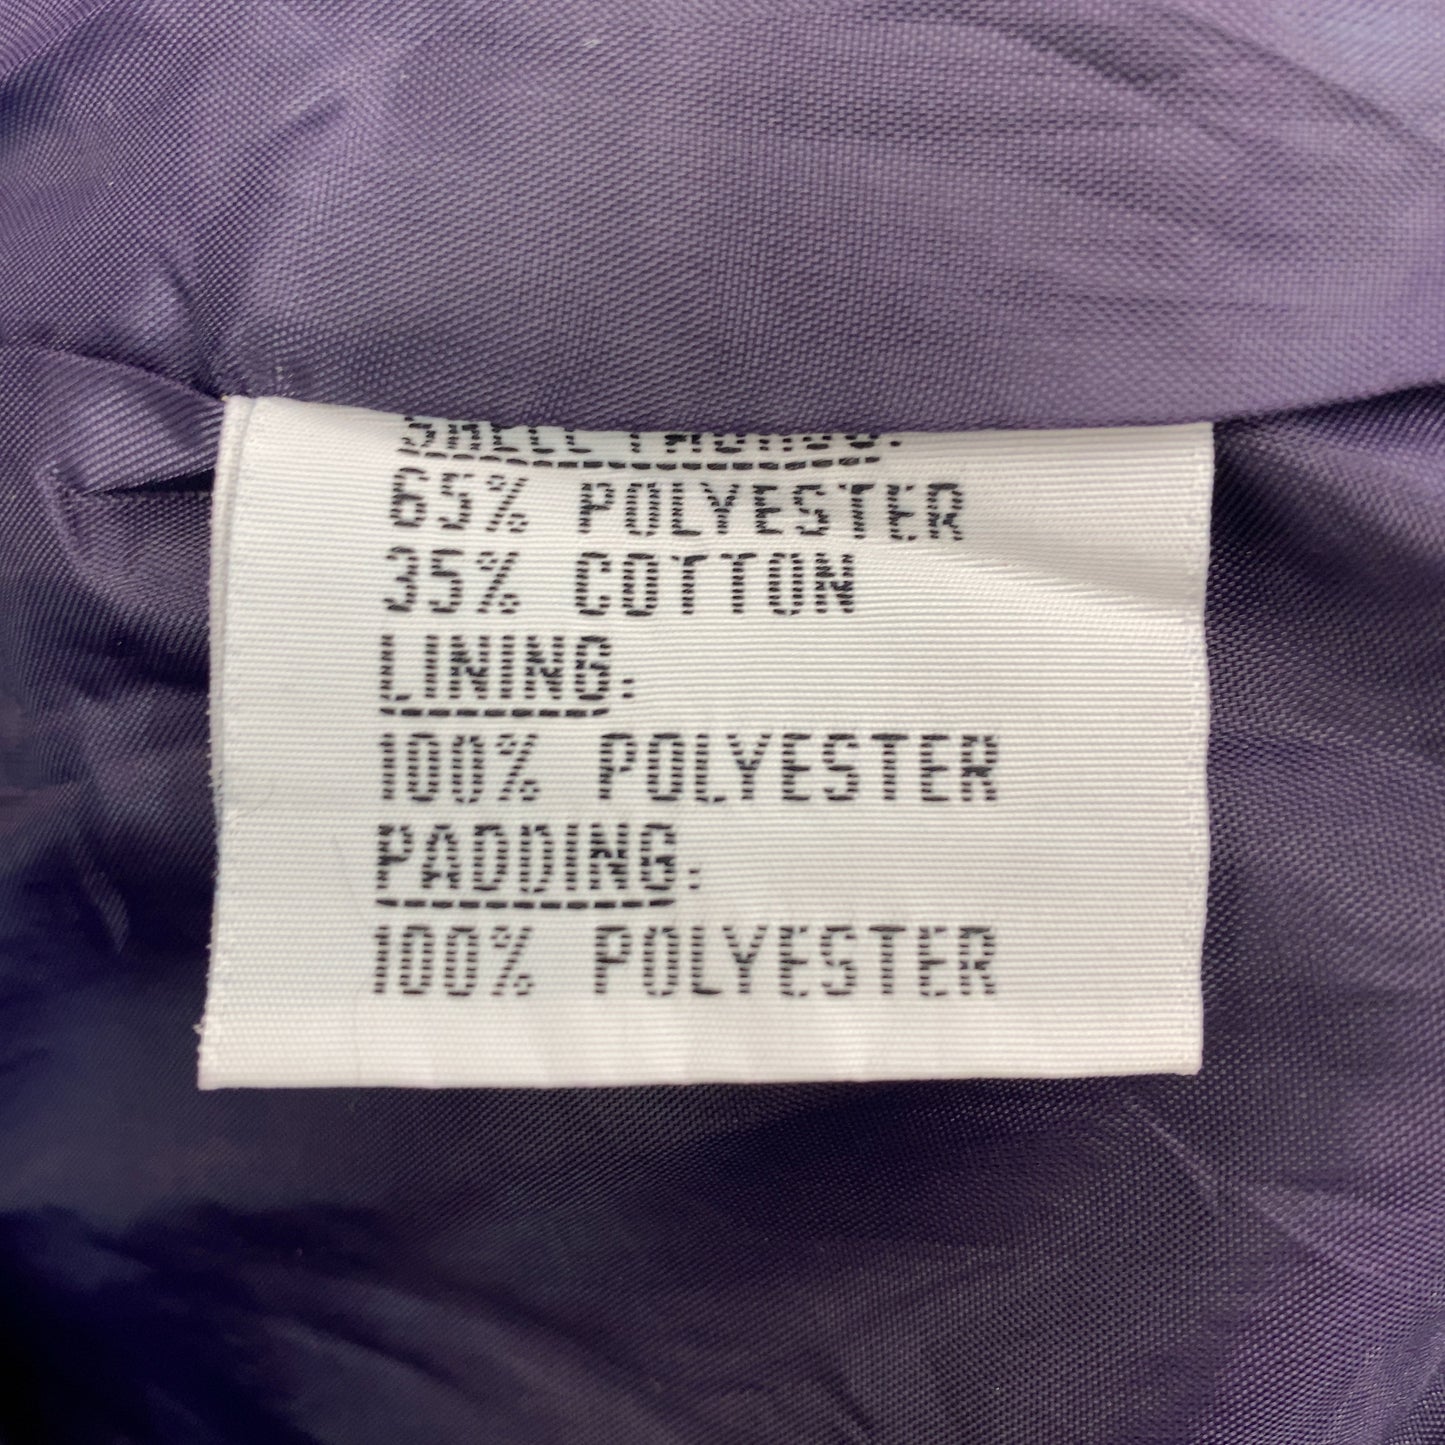 65% POLYESTER
35% COTTON
LINING:
100% POLYESTER
PADDING:
100% POLYESTER